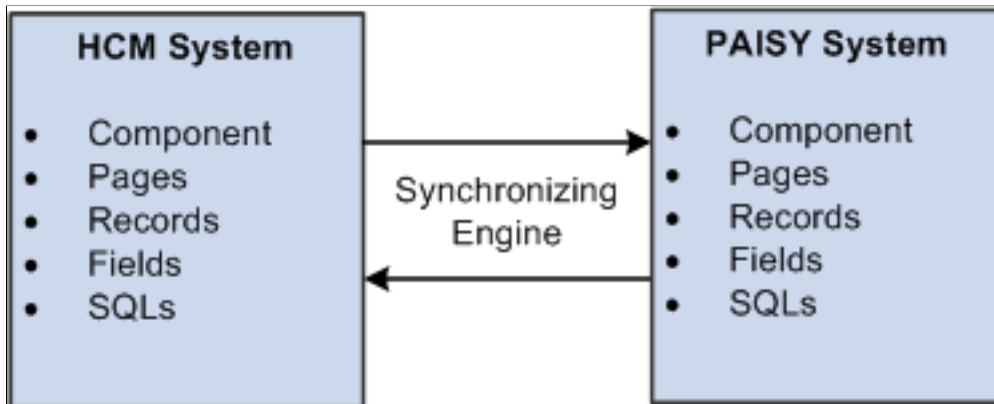 HCM System
• Component
• Pages
• Records
• Fields
• SQLs
Synchronizing
Engine
PAISY System
• Component
• Pages
• Records
• Fields
• SQLs